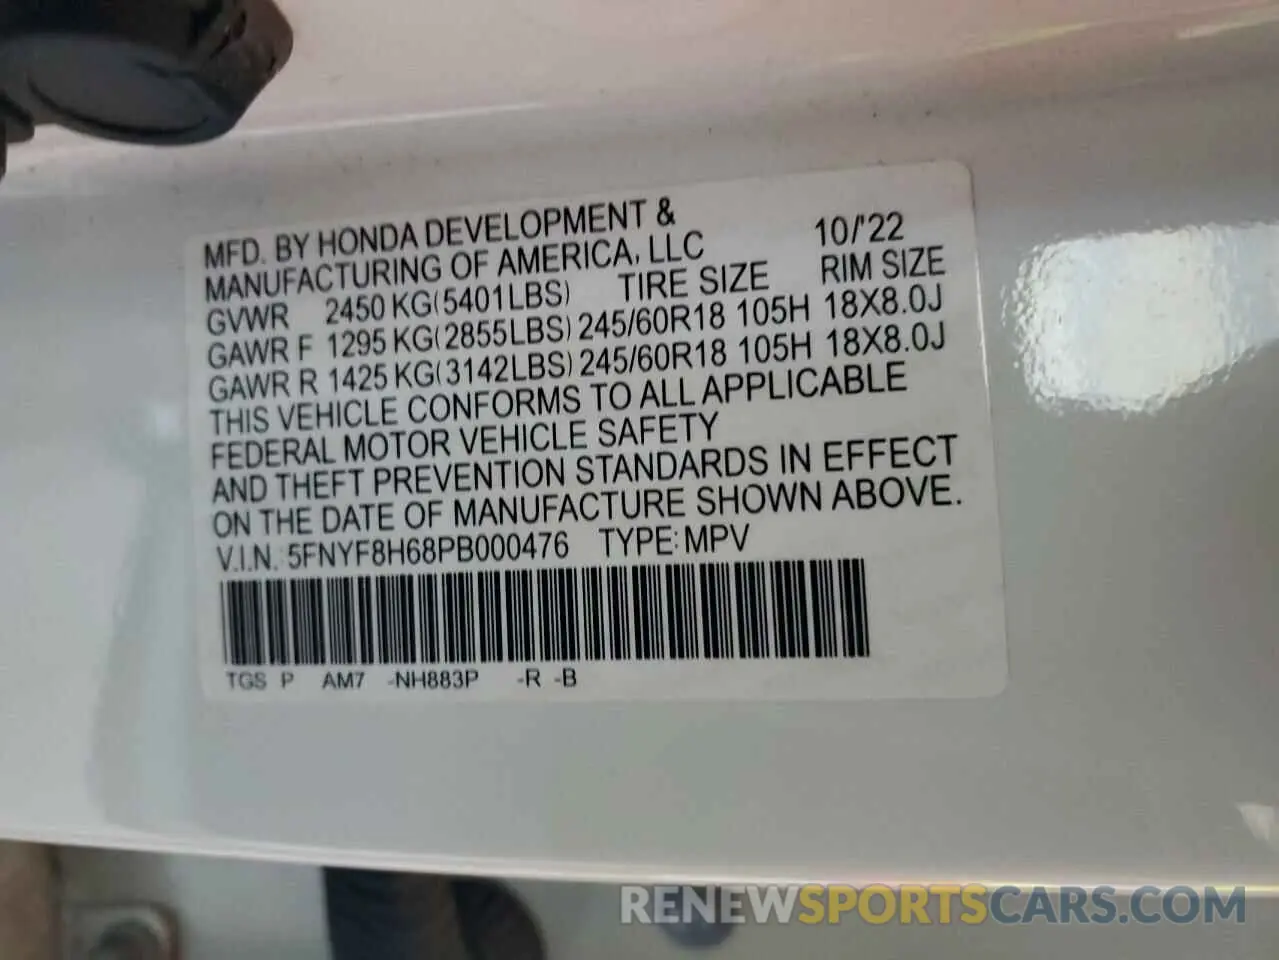 MFD. BY HONDA DEVELOPMENT &
MANUFACTURING OF AMERICA, LLC 10/'22
GVWR 2450 KG(5401LBS) TIRE SIZE RIM SIZE
GAWR F 1295 KG(2855LBS) 245/60R18 105H 18X8.0J
GAWR R 1425 KG(3142LBS) 245/60R18 105H 18X8.0J
THIS VEHICLE CONFORMS TO ALL APPLICABLE
FEDERAL MOTOR VEHICLE SAFETY
AND THEFT PREVENTION STANDARDS IN EFFECT
ON THE DATE OF MANUFACTURE SHOWN ABOVE.
V.I.N. 5FNYF8H68PB000476 TYPE: MPV
TGS P AM7 -NH883P -R -B
RENEWSPORTSCARS.COM